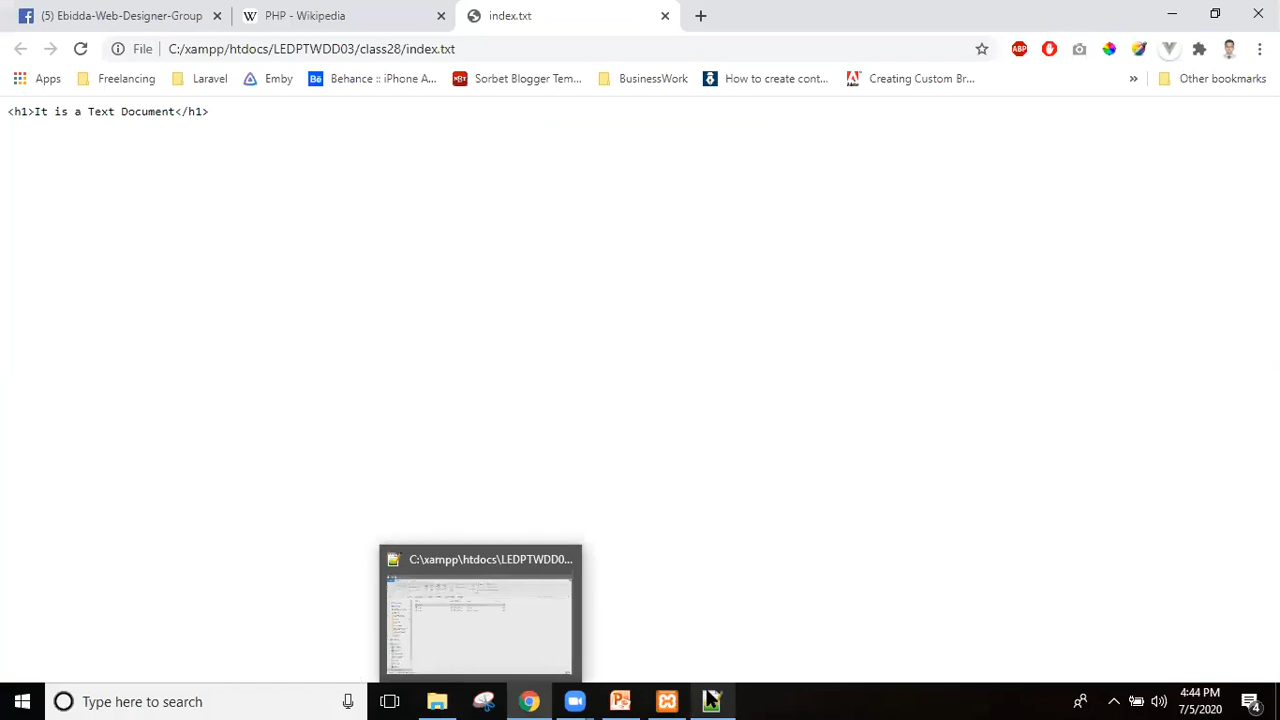 (5) Ebidda-Web-Designer-Group
PHP - Wikipedia
index.txt
File
C:/xampp/htdocs/LEDPTWDD03/class28/index.txt
ABP
Apps
Freelancing
Laravel
Emby
Behance :: iPhone A...
Sorbet Blogger Tem...
BusinessWork
How to create cont...
Creating Custom Br...
»
Other bookmarks
<h1>It is a Text Document</h1>
C:\xampp\htdocs\LEDPTWDD0...
Type here to search
4:44 PM
7/5/2020
4